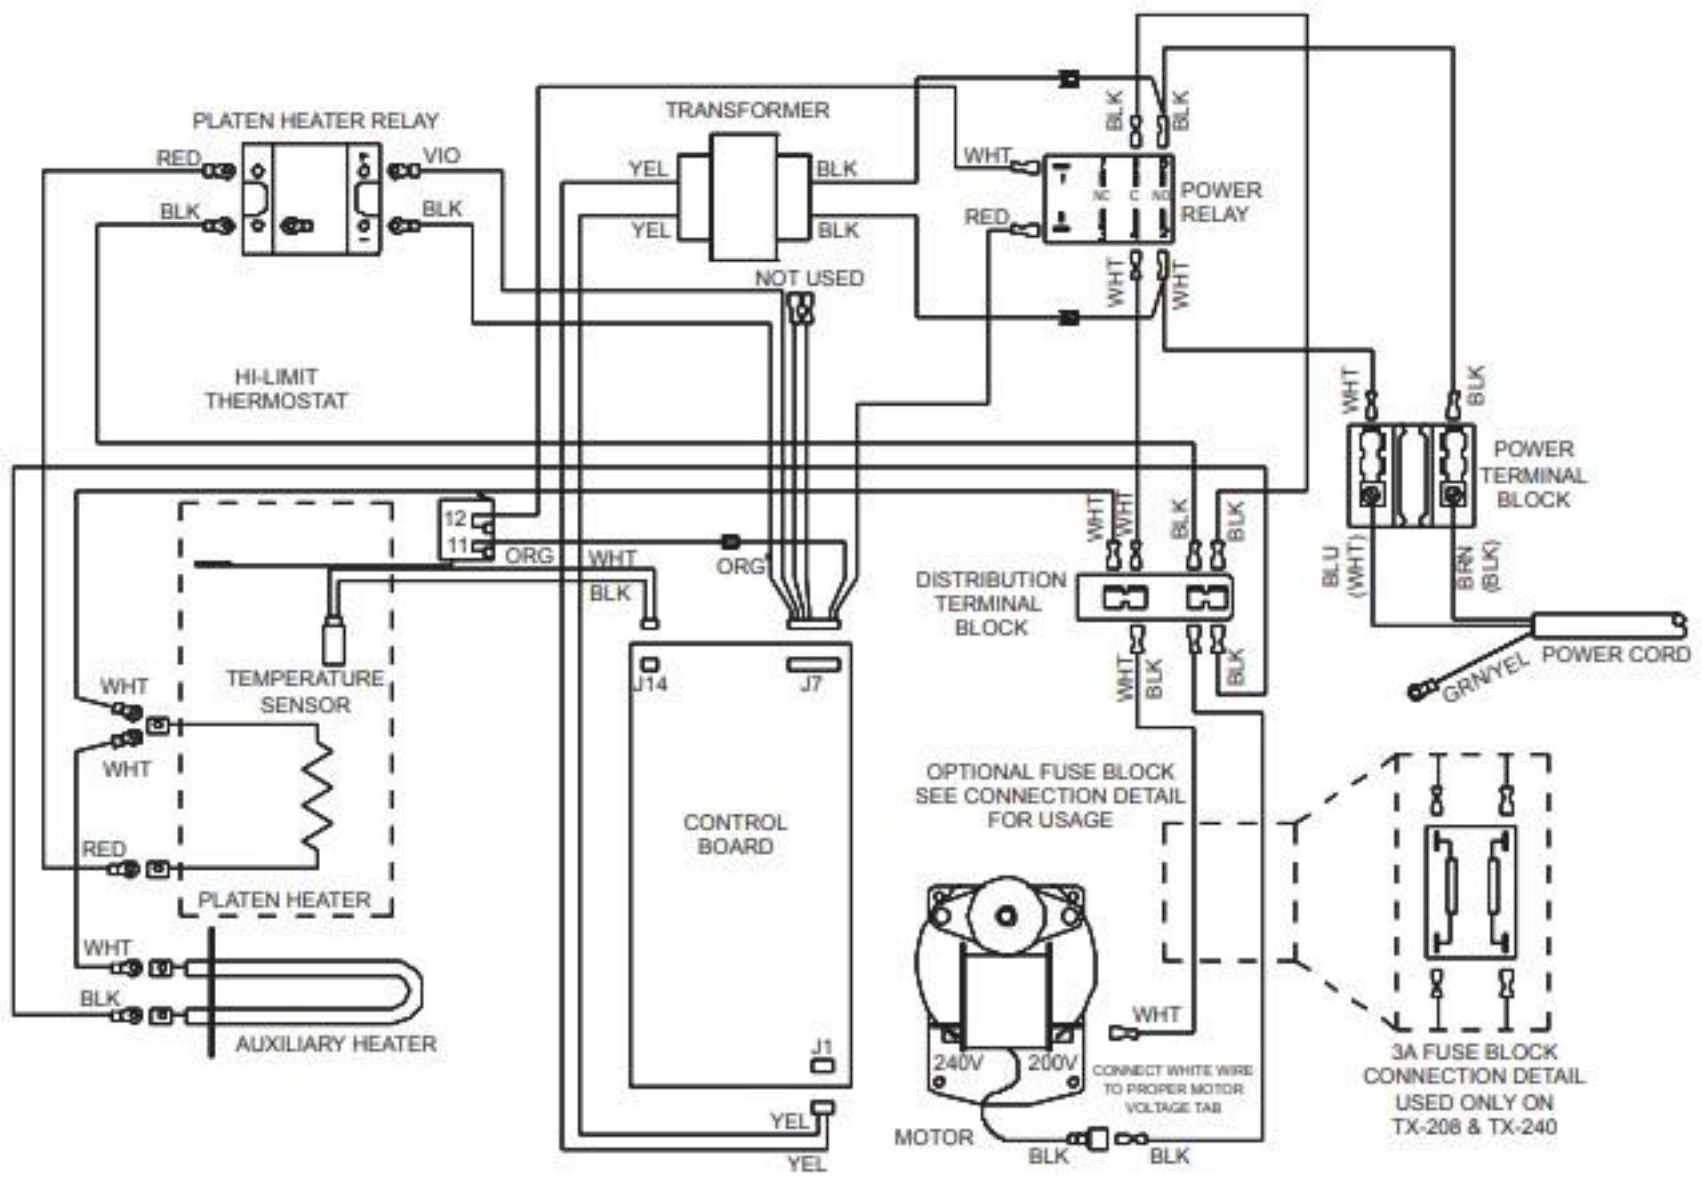 PLATEN HEATER RELAY
RED
VIO
BLK
BLK
TRANSFORMER
YEL
BLK
YEL
BLK
NOT USED
BLK
BLK
WHT
RED
NC
C
NO
POWER
RELAY
WHT
WHT
HI-LIMIT
THERMOSTAT
WHT
BLK
POWER
TERMINAL
BLOCK
BLU
(WHT)
BRN
(BLK)
POWER CORD
GRN/YEL
12
11
ORG
ORG
WHT
BLK
WHT
WHT
BLK
BLK
DISTRIBUTION
TERMINAL
BLOCK
WHT
BLK
BLK
TEMPERATURE
SENSOR
WHT
WHT
RED
PLATEN HEATER
WHT
BLK
AUXILIARY HEATER
J14
J7
CONTROL
BOARD
J1
YEL
YEL
OPTIONAL FUSE BLOCK
SEE CONNECTION DETAIL
FOR USAGE
240V
200V
WHT
CONNECT WHITE WIRE
TO PROPER MOTOR
VOLTAGE TAB
MOTOR
BLK
BLK
3A FUSE BLOCK
CONNECTION DETAIL
USED ONLY ON
TX-208 & TX-240